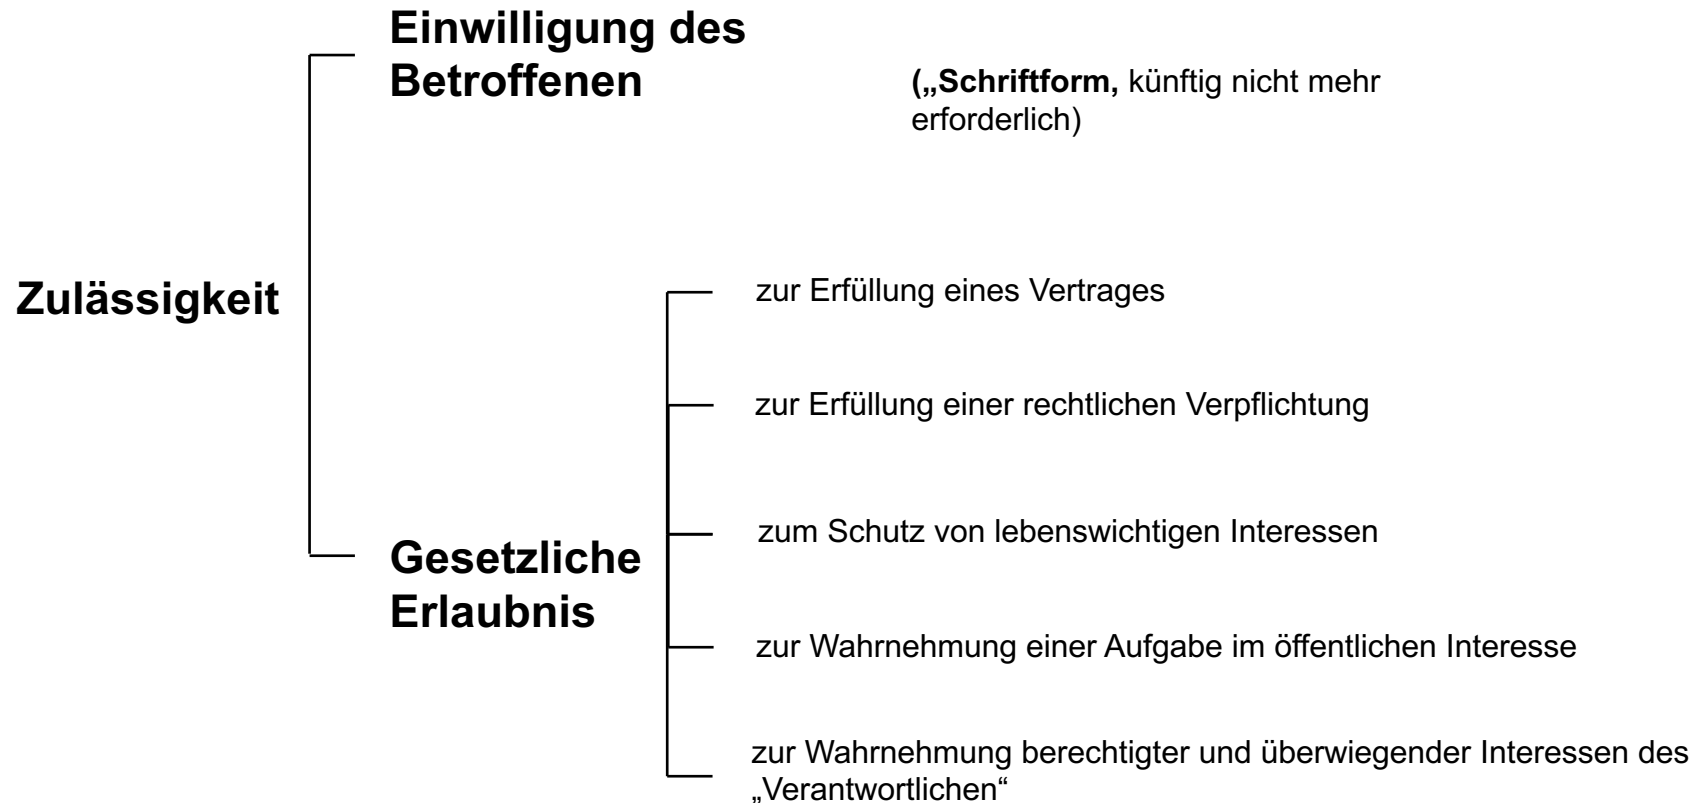 Einwilligung des
Betroffenen
(„Schriftform, künftig nicht mehr
erforderlich)
Zulässigkeit
zur Erfüllung eines Vertrages
zur Erfüllung einer rechtlichen Verpflichtung
zum Schutz von lebenswichtigen Interessen
Gesetzliche
Erlaubnis
zur Wahrnehmung einer Aufgabe im öffentlichen Interesse
zur Wahrnehmung berechtigter und überwiegender Interessen des
„Verantwortlichen“